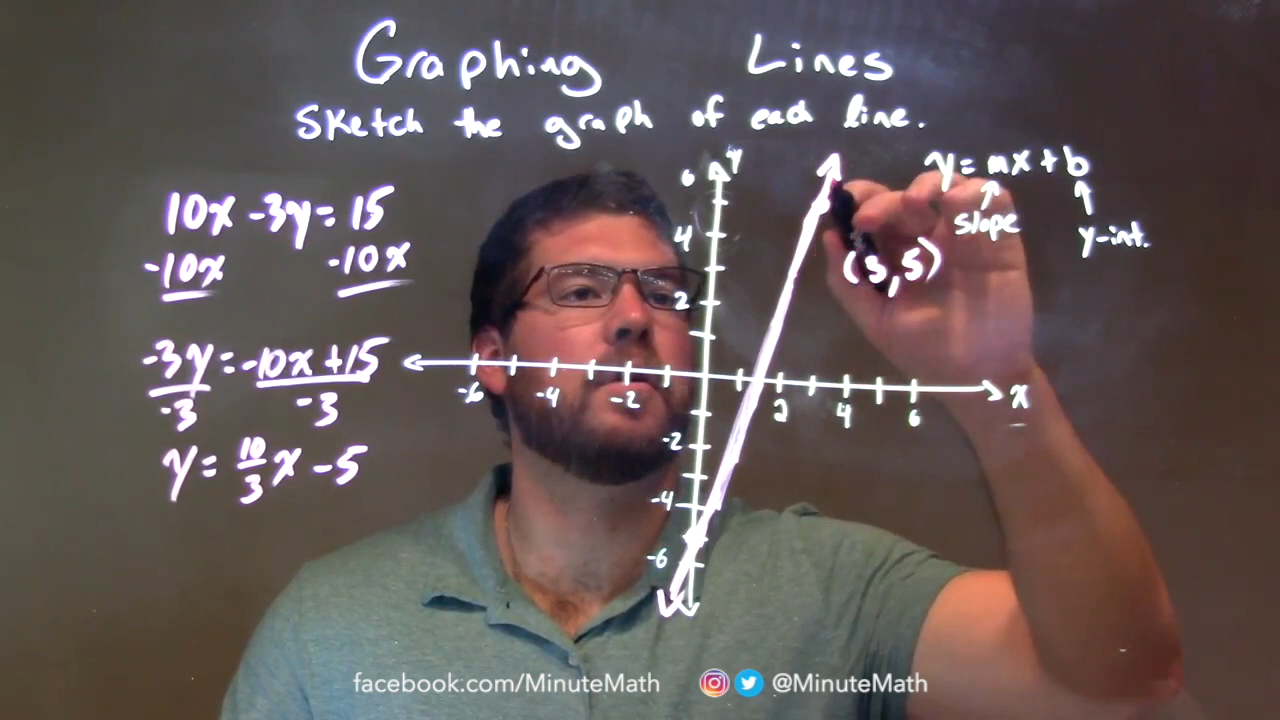 Graphing Lines
Sketch the graph of each line.
10x - 3y = 15
-10x -10x
-3y = -10x + 15
-3 -3
y = 10/3 x - 5
y = mx + b
slope
y-int.
(3,5)
y
6
4
2
-6 -4 -2 2 4 6 x
-2
-4
-6
facebook.com/MinuteMath @MinuteMath